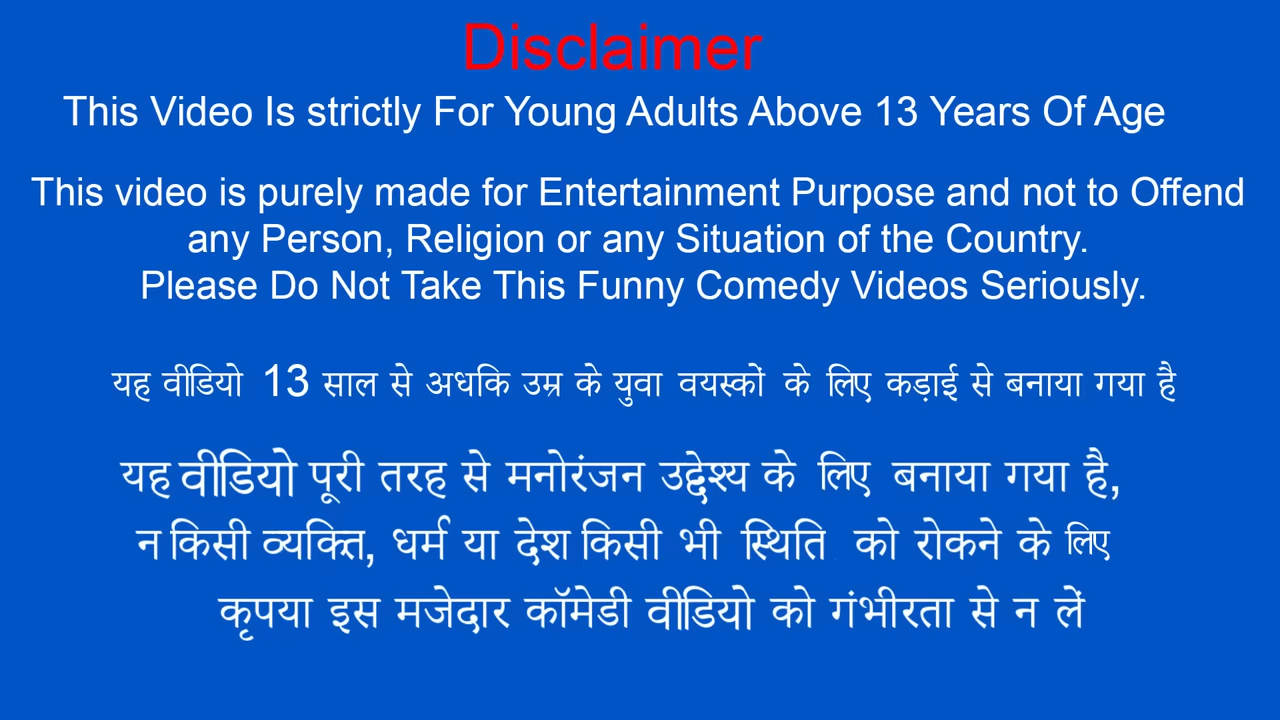 Disclaimer
This Video Is strictly For Young Adults Above 13 Years Of Age
This video is purely made for Entertainment Purpose and not to Offend
any Person, Religion or any Situation of the Country.
Please Do Not Take This Funny Comedy Videos Seriously.
यह वीडियो 13 साल से अधकि उम्र के युवा वयस्कों के लिए कड़ाई से बनाया गया है
यह वीडियो पूरी तरह से मनोरंजन उद्देश्य के लिए बनाया गया है,
न किसी व्यक्ति, धर्म या देश किसी भी स्थिति को रोकने के लिए
कृपया इस मजेदार कॉमेडी वीडियो को गंभीरता से न लें